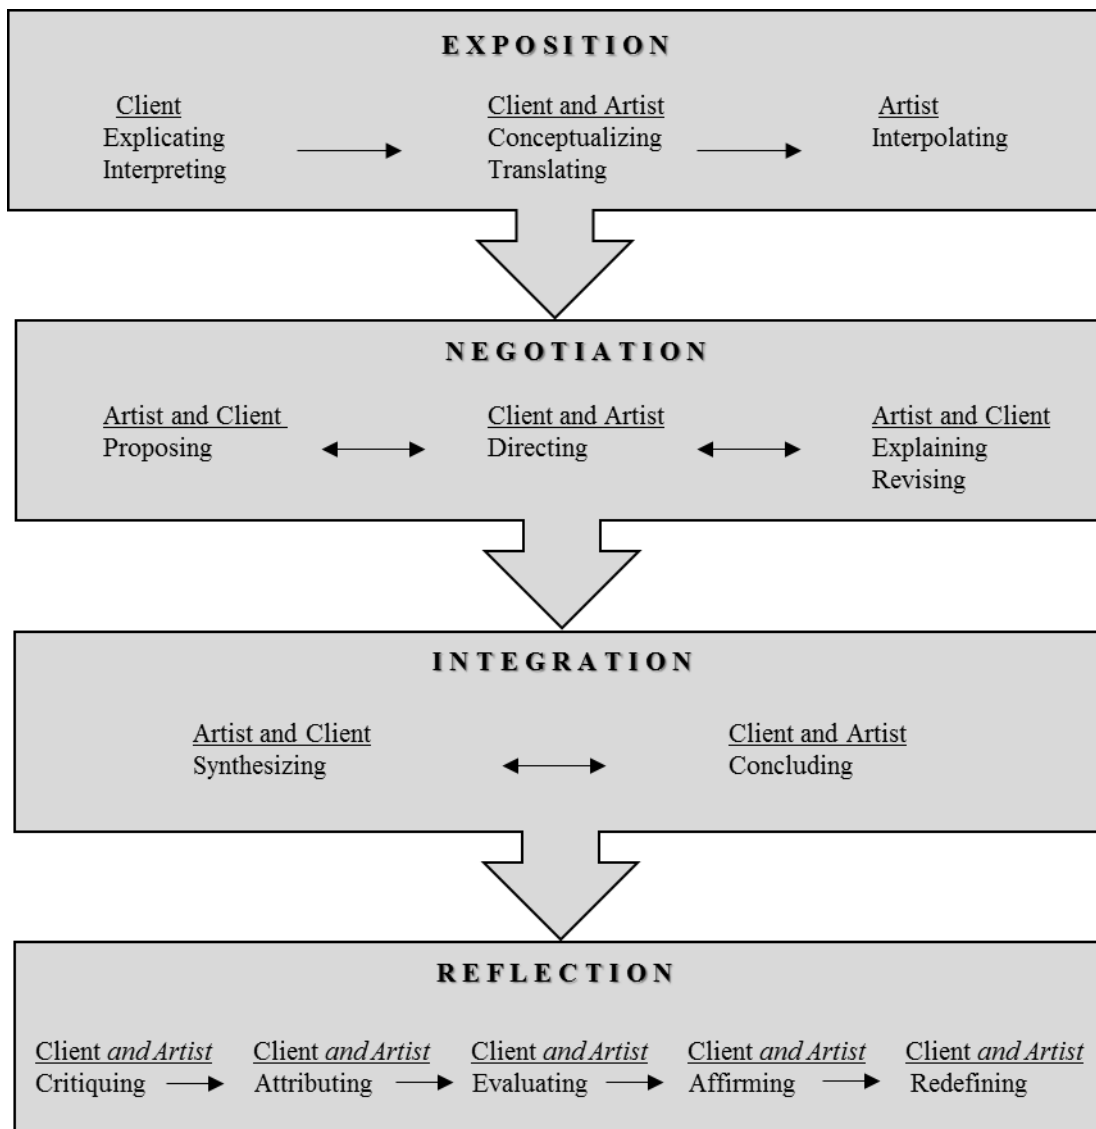 EXPOSITION
Client
Explicating
Interpreting
Client and Artist
Conceptualizing
Translating
Artist
Interpolating
NEGOTIATION
Artist and Client
Proposing
Client and Artist
Directing
Artist and Client
Explaining
Revising
INTEGRATION
Artist and Client
Synthesizing
Client and Artist
Concluding
REFLECTION
Client and Artist
Critiquing
Client and Artist
Attributing
Client and Artist
Evaluating
Client and Artist
Affirming
Client and Artist
Redefining